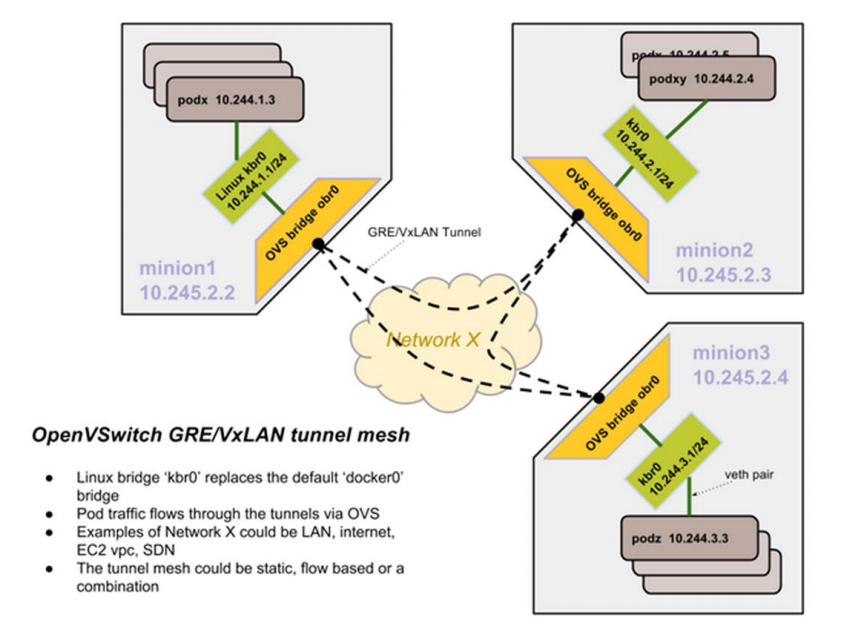 podx 10.244.1.3
Linux kbr0
10.244.1.1/24
OVS bridge obr0
minion1
10.245.2.2
GRE/VxLAN Tunnel
podx 10.244.2.5
podxy 10.244.2.4
kbr0
10.244.2.1/24
OVS bridge obr0
minion2
10.245.2.3
Network X
minion3
10.245.2.4
OVS bridge obr0
kbr0
10.244.3.1/24
veth pair
podz 10.244.3.3
OpenVSwitch GRE/VxLAN tunnel mesh
● Linux bridge ‘kbr0’ replaces the default ‘docker0’
bridge
● Pod traffic flows through the tunnels via OVS
● Examples of Network X could be LAN, internet,
EC2 vpc, SDN
● The tunnel mesh could be static, flow based or a
combination